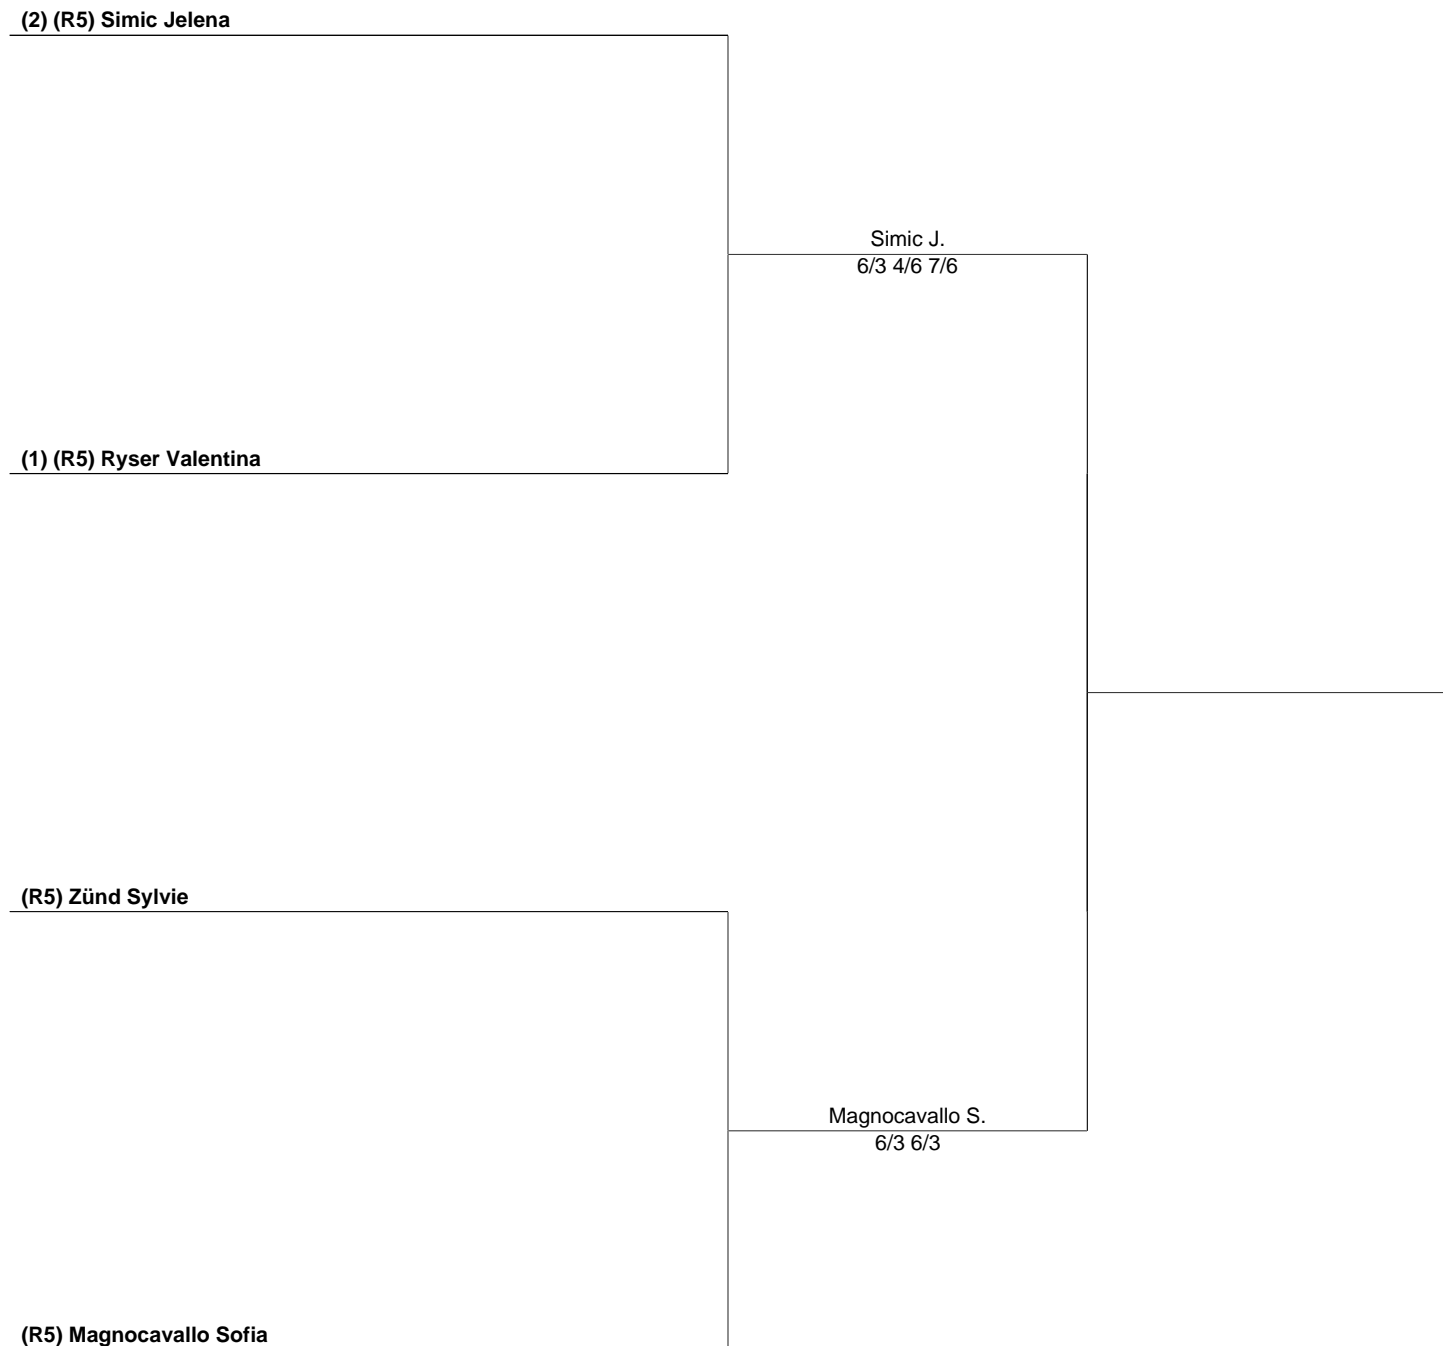 (2) (R5) Simic Jelena
Simic J.
6/3 4/6 7/6
(1) (R5) Ryser Valentina
(R5) Zünd Sylvie
Magnocavallo S.
6/3 6/3
(R5) Magnocavallo Sofia